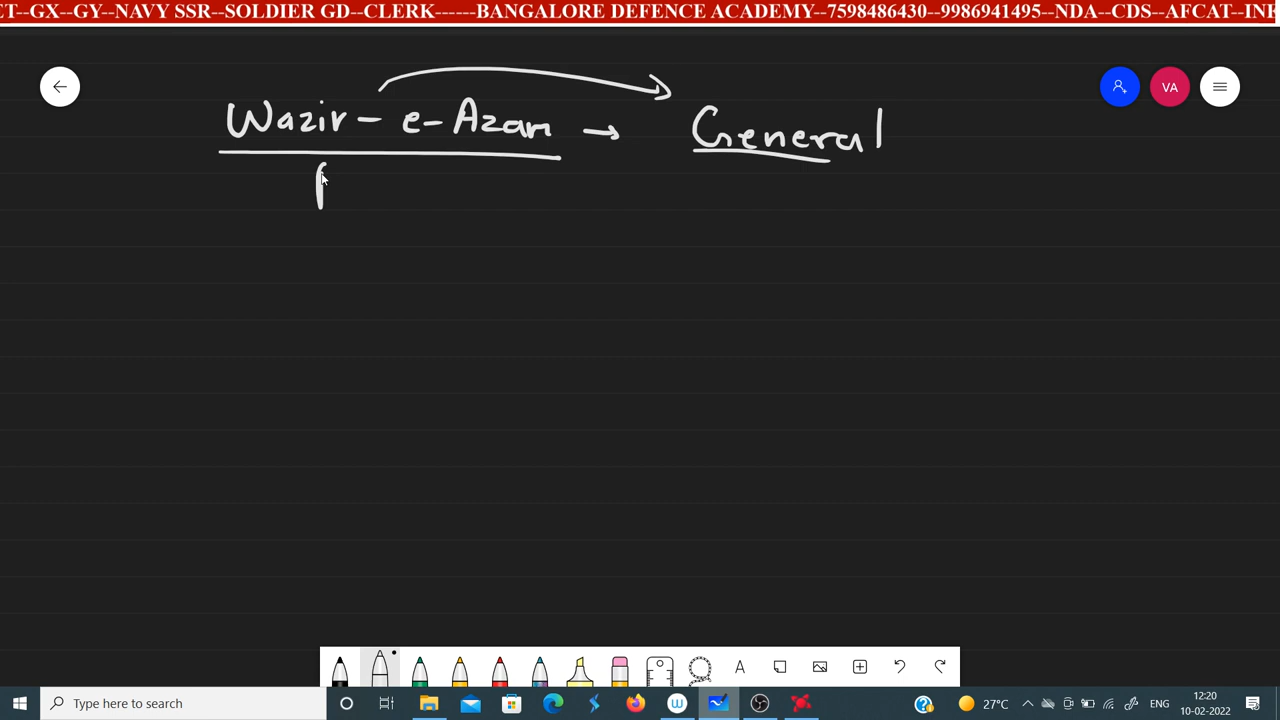 ET--GX--GY--NAVY SSR--SOLDIER GD--CLERK------BANGALORE DEFENCE ACADEMY--7598486430--9986941495--NDA--CDS--AFCAT--INE
VA
Wazir - e - Azam → General
A
Type here to search
27°C
ENG
12:20
10-02-2022